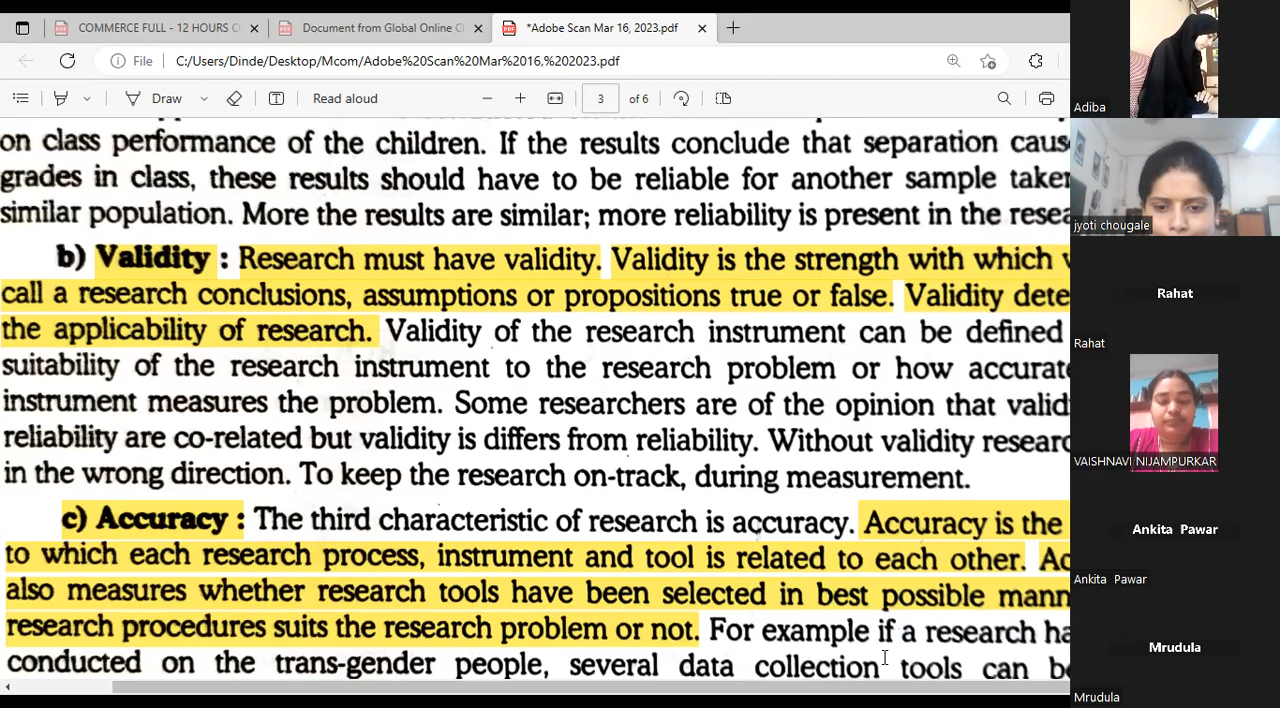 COMMERCE FULL - 12 HOURS O
Document from Global Online Cl
*Adobe Scan Mar 16, 2023.pdf
File
C:/Users/Dinde/Desktop/Mcom/Adobe%20Scan%20Mar%2016,%202023.pdf
Draw
Read aloud
3
of 6
on class performance of the children. If the results conclude that separation caus
grades in class, these results should have to be reliable for another sample taken
similar population. More the results are similar; more reliability is present in the resea
b) Validity : Research must have validity. Validity is the strength with which
call a research conclusions, assumptions or propositions true or false. Validity dete
the applicability of research. Validity of the research instrument can be defined
suitability of the research instrument to the research problem or how accurate
instrument measures the problem. Some researchers are of the opinion that valid
reliability are co-related but validity is differs from reliability. Without validity researc
in the wrong direction. To keep the research on-track, during measurement.
c) Accuracy : The third characteristic of research is accuracy. Accuracy is the
to which each research process, instrument and tool is related to each other. Ac
also measures whether research tools have been selected in best possible mann
research procedures suits the research problem or not. For example if a research ha
conducted on the trans-gender people, several data collection tools can be
Adiba
jyoti chougale
Rahat
Rahat
VAISHNAVI NIJAMPURKAR
Ankita Pawar
Ankita Pawar
Mrudula
Mrudula